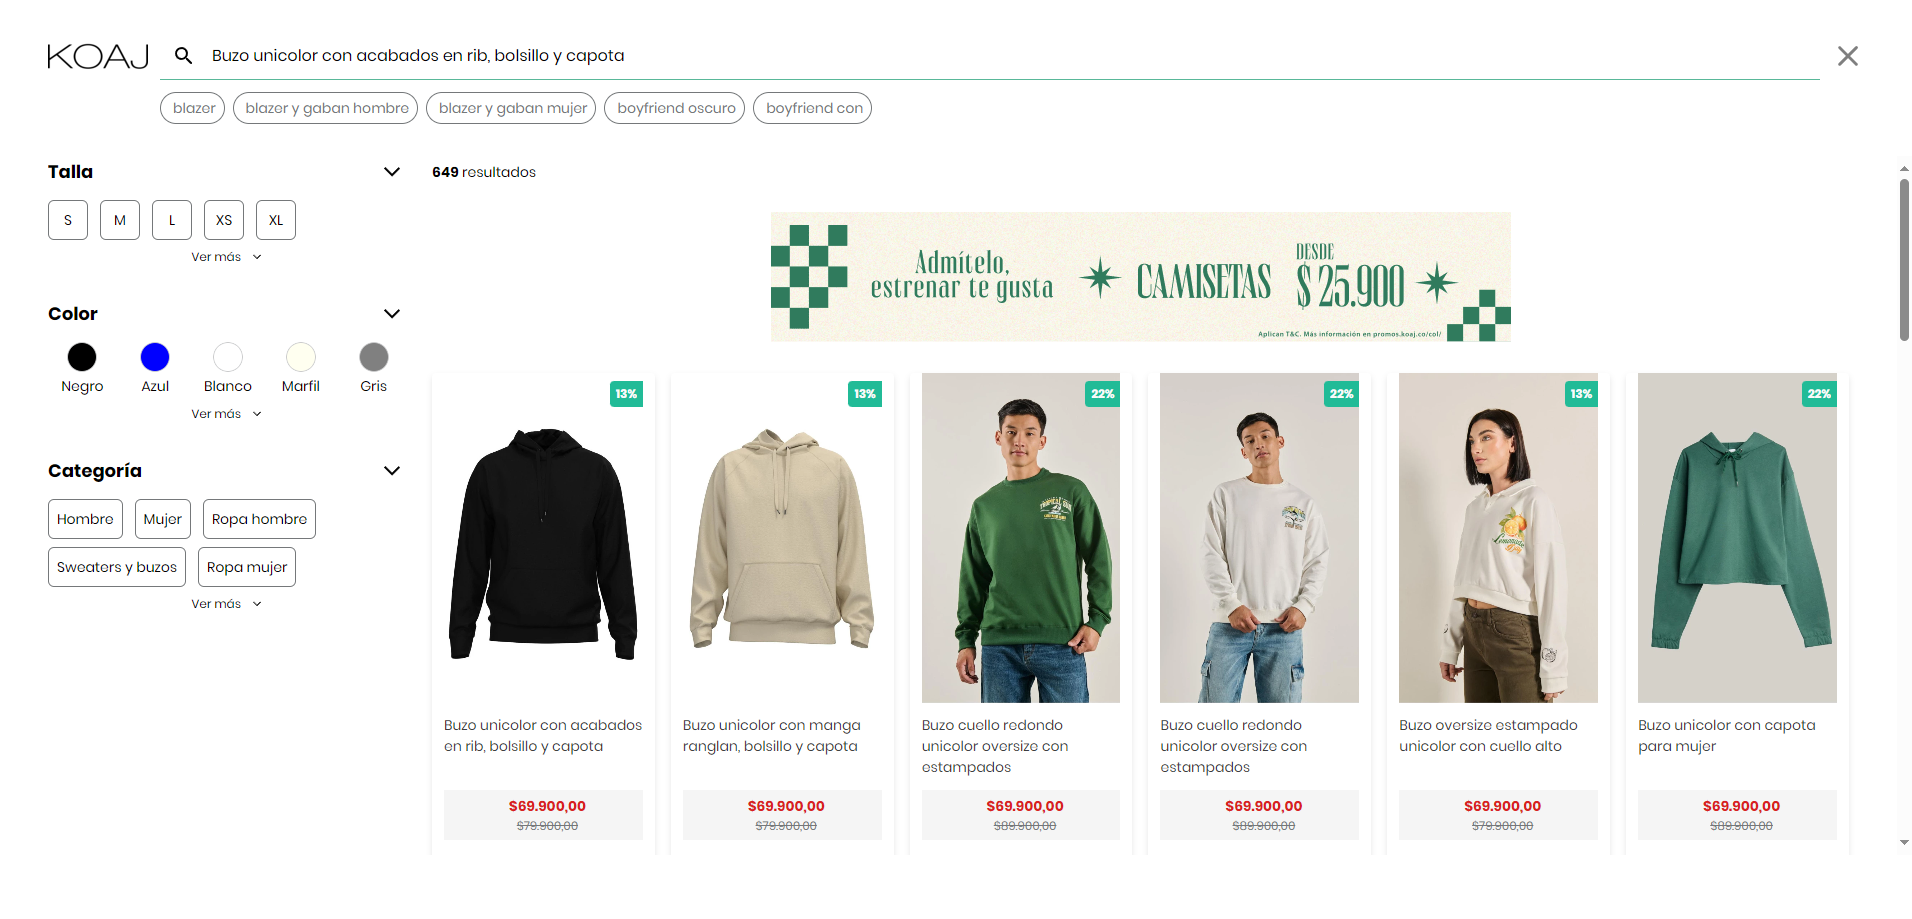 KOAJ
Buzo unicolor con acabados en rib, bolsillo y capota
blazer
blazer y gaban hombre
blazer y gaban mujer
boyfriend oscuro
boyfriend con
Talla
S
M
L
XS
XL
Ver más
Color
Negro
Azul
Blanco
Marfil
Gris
Ver más
Categoría
Hombre
Mujer
Ropa hombre
Sweaters y buzos
Ropa mujer
Ver más
649 resultados
Admítelo,
estrenar te gusta
CAMISETAS
DESDE
$ 25.900
Aplican T&C. Más información en promos.koaj.co/col/
13%
Buzo unicolor con acabados
en rib, bolsillo y capota
$69.900,00
$79.900,00
13%
Buzo unicolor con manga
ranglan, bolsillo y capota
$69.900,00
$79.900,00
22%
Buzo cuello redondo
unicolor oversize con
estampados
$69.900,00
$89.900,00
22%
Buzo cuello redondo
unicolor oversize con
estampados
$69.900,00
$89.900,00
13%
Lemonade
Buzo oversize estampado
unicolor con cuello alto
$69.900,00
$79.900,00
22%
Buzo unicolor con capota
para mujer
$69.900,00
$89.900,00